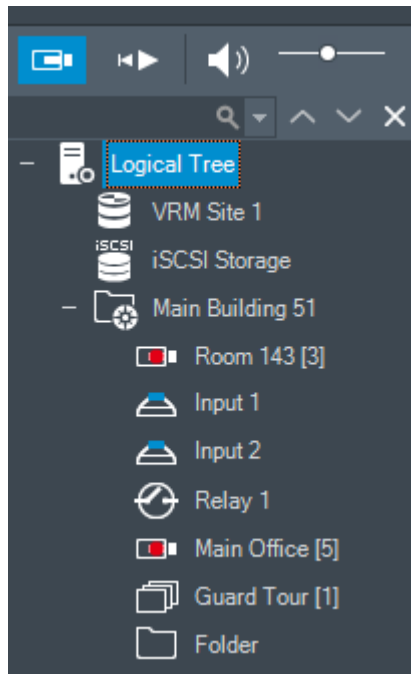 Logical Tree
VRM Site 1
iSCSI
iSCSI Storage
Main Building 51
Room 143 [3]
Input 1
Input 2
Relay 1
Main Office [5]
Guard Tour [1]
Folder